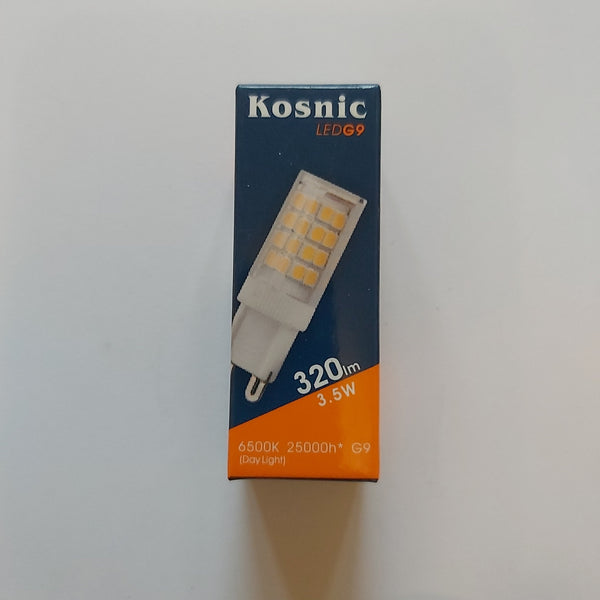 Kosnic
LEDG9
320lm
3.5W
6500K 25000h* G9
(Day Light)